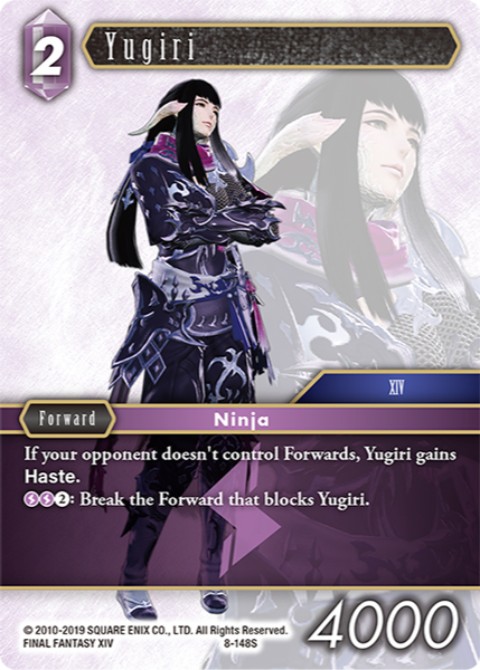 2
Yugiri
XIV
Forward
Ninja
If your opponent doesn't control Forwards, Yugiri gains
Haste.
2: Break the Forward that blocks Yugiri.
© 2010-2019 SQUARE ENIX CO., LTD. All Rights Reserved.
FINAL FANTASY XIV
8-148S
4000